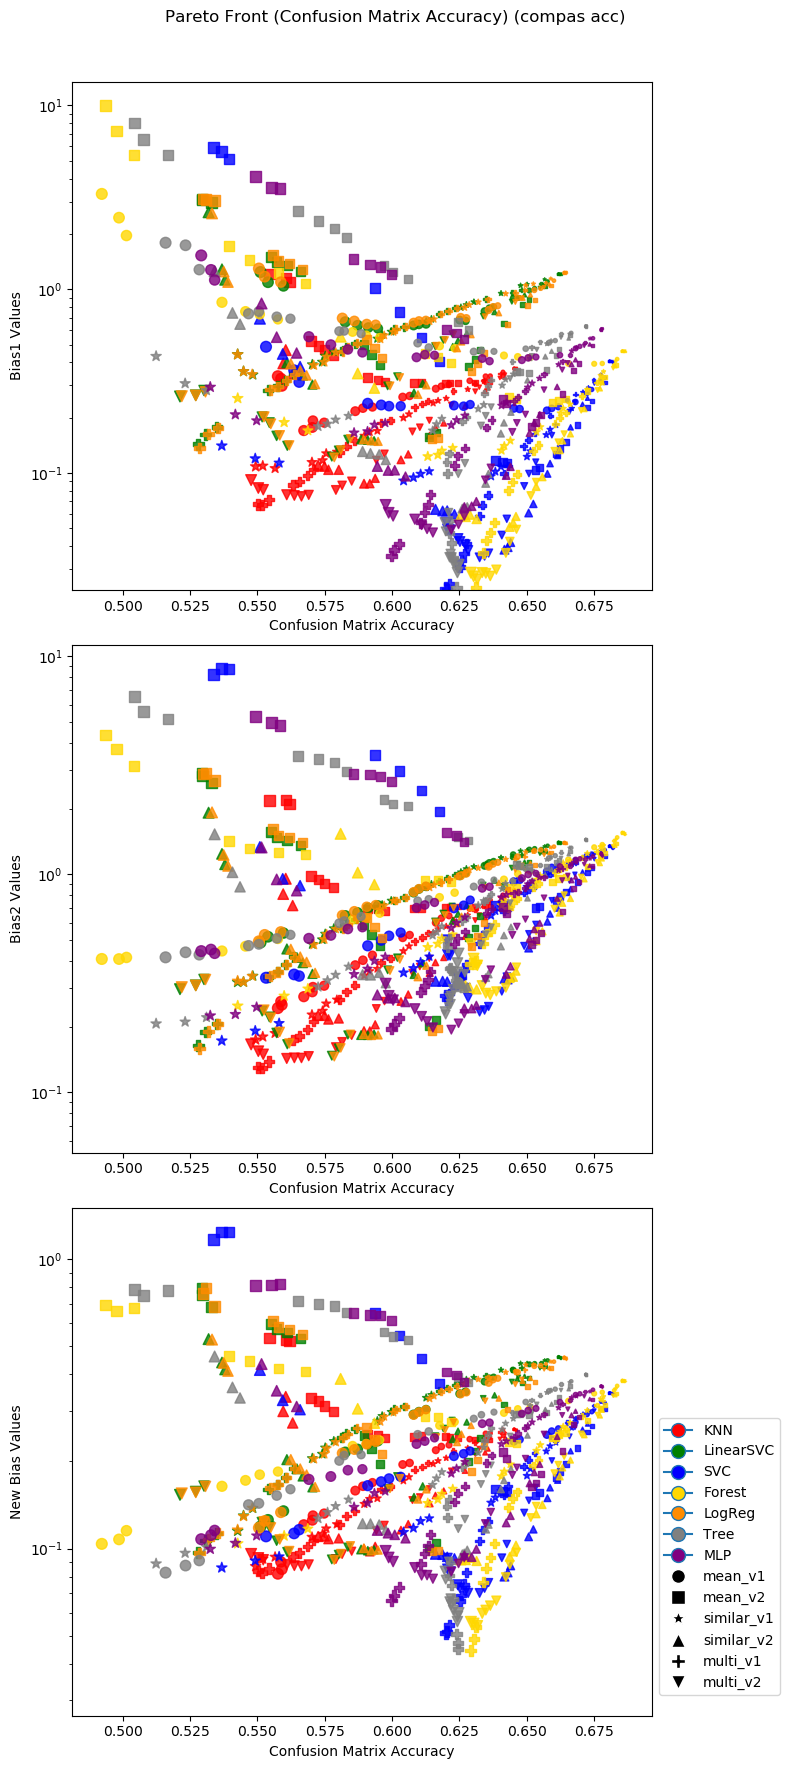 Pareto Front (Confusion Matrix Accuracy) (compas acc)
10^1
10^0
10^-1
Bias1 Values
0.500 0.525 0.550 0.575 0.600 0.625 0.650 0.675
Confusion Matrix Accuracy
10^1
10^0
10^-1
Bias2 Values
0.500 0.525 0.550 0.575 0.600 0.625 0.650 0.675
Confusion Matrix Accuracy
10^0
10^-1
New Bias Values
0.500 0.525 0.550 0.575 0.600 0.625 0.650 0.675
Confusion Matrix Accuracy
KNN
LinearSVC
SVC
Forest
LogReg
Tree
MLP
mean_v1
mean_v2
similar_v1
similar_v2
multi_v1
multi_v2